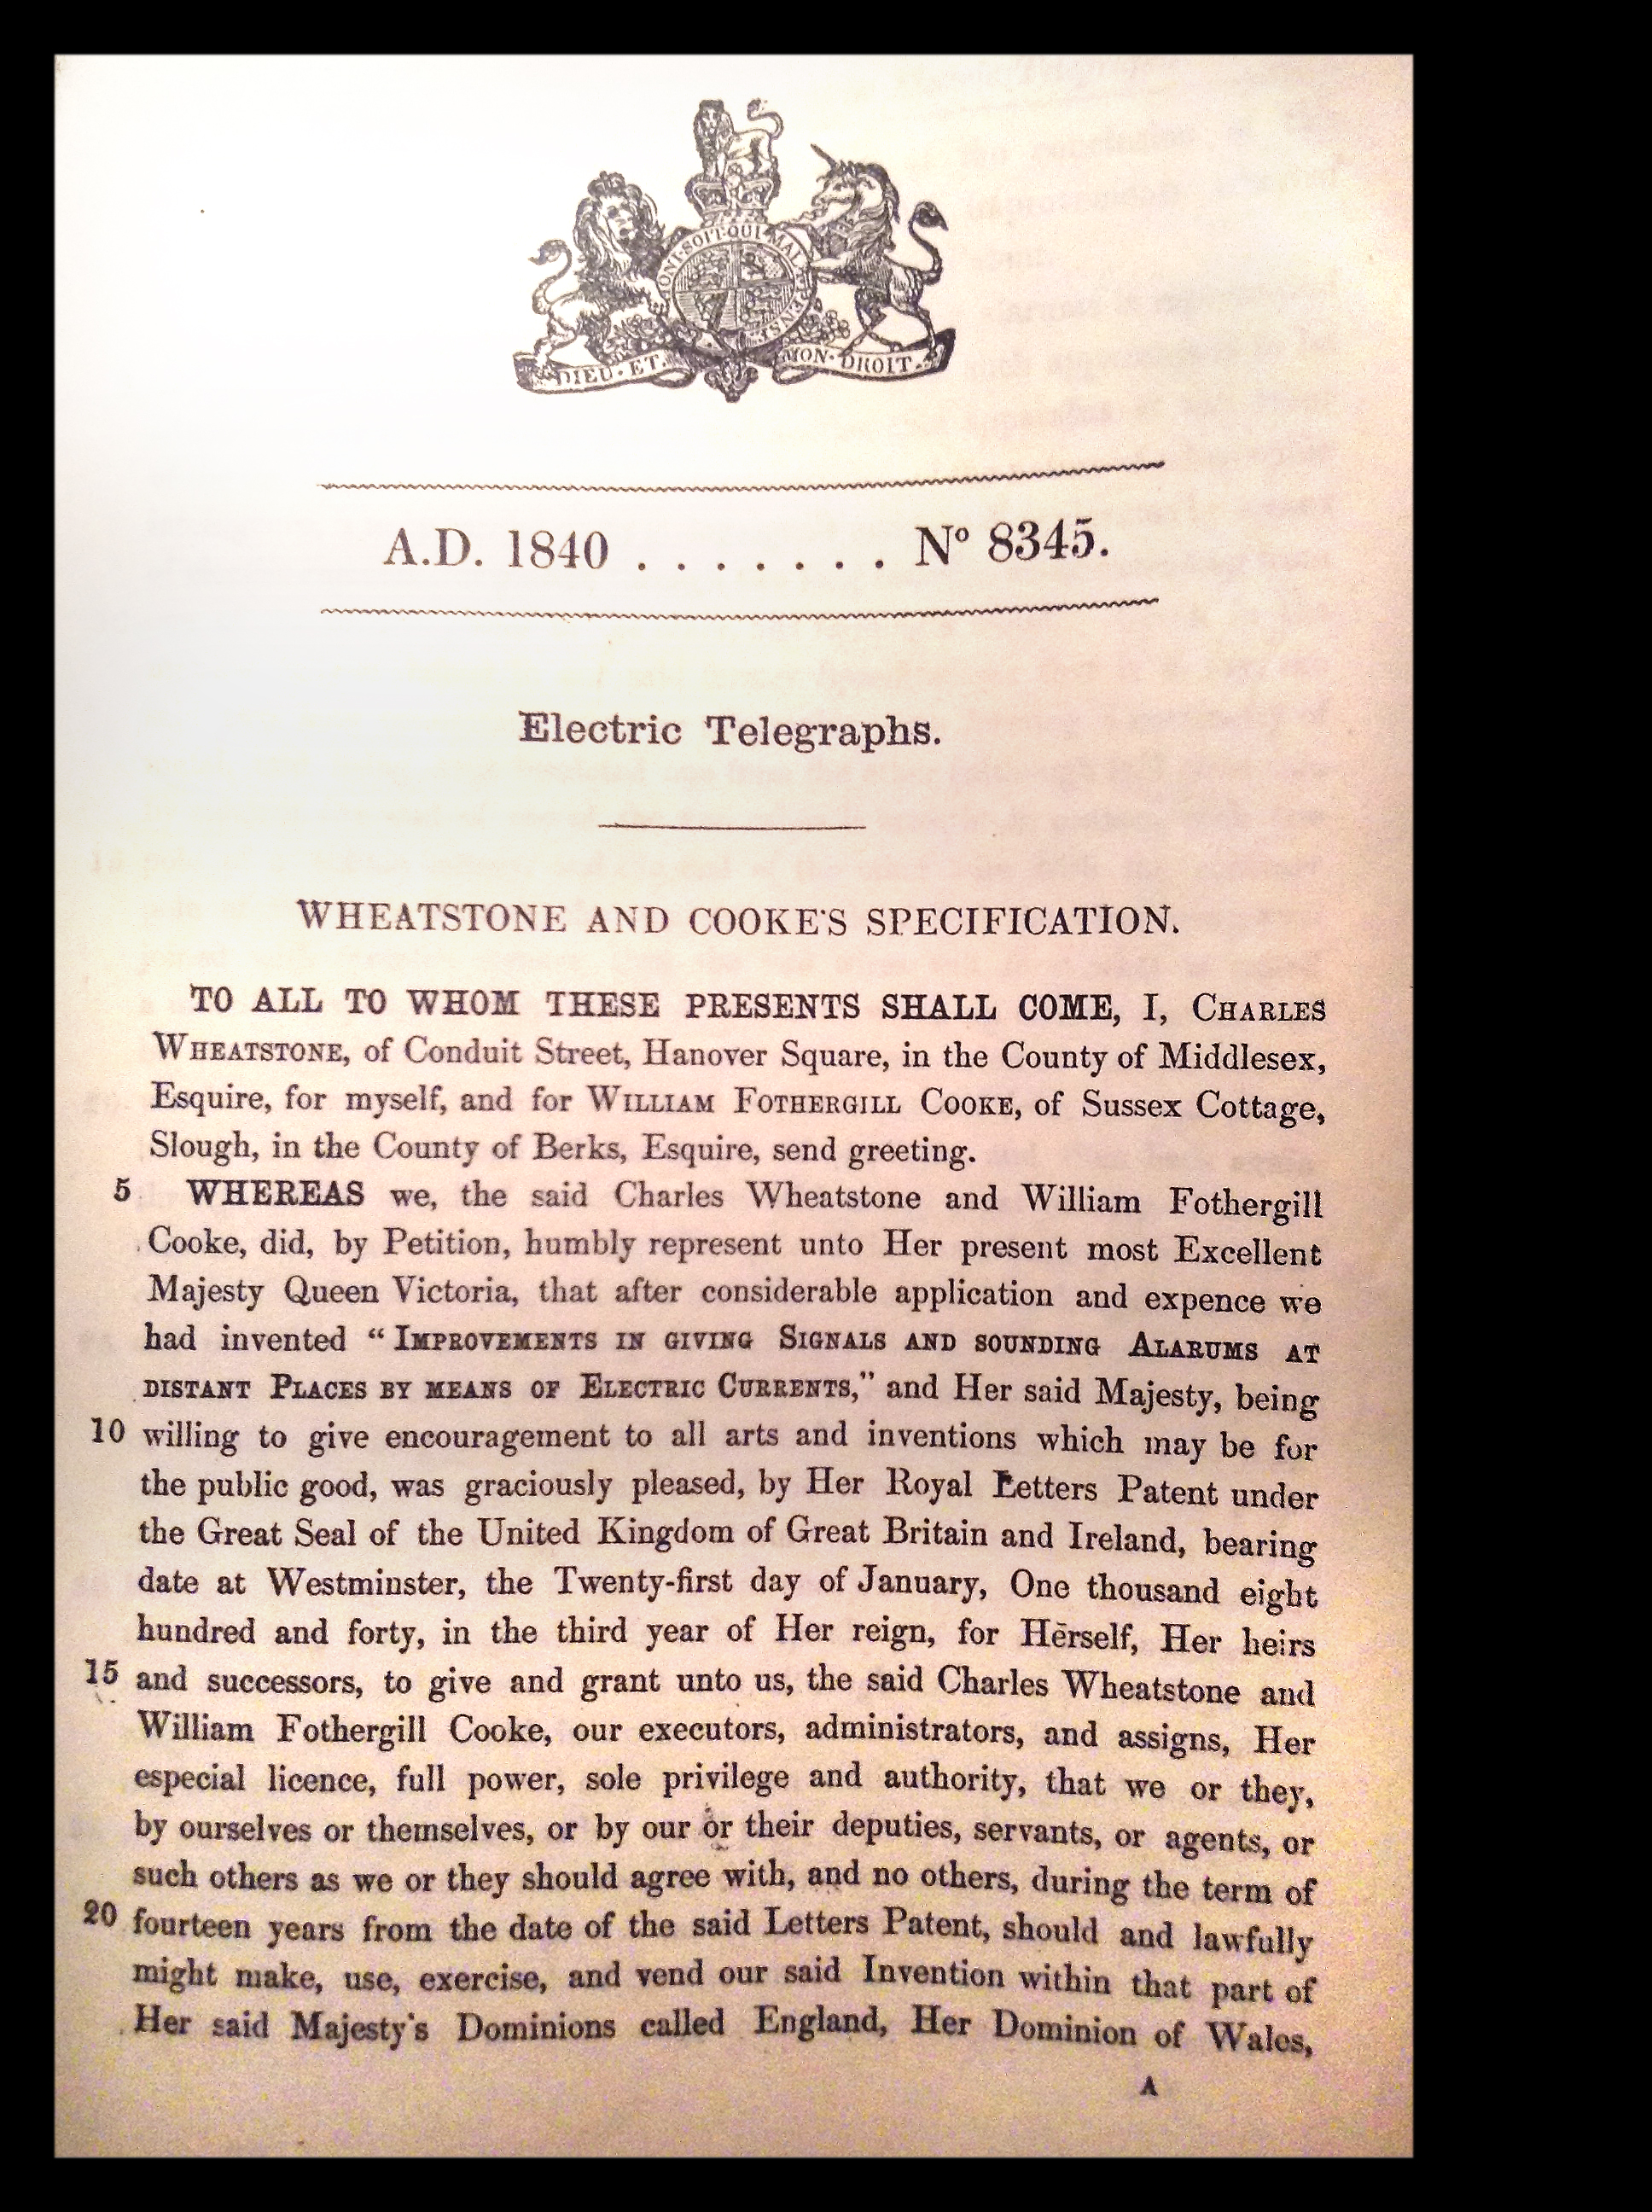 HONI·SOIT·QUI·MAL·Y·PENSE
DIEU·ET· MON·DROIT·
A.D. 1840 . . . . . . . . Nº 8345.
Electric Telegraphs.
WHEATSTONE AND COOKE'S SPECIFICATION.
TO ALL TO WHOM THESE PRESENTS SHALL COME, I, CHARLES
WHEATSTONE, of Conduit Street, Hanover Square, in the County of Middlesex,
Esquire, for myself, and for WILLIAM FOTHERGILL COOKE, of Sussex Cottage,
Slough, in the County of Berks, Esquire, send greeting.
5 WHEREAS we, the said Charles Wheatstone and William Fothergill
Cooke, did, by Petition, humbly represent unto Her present most Excellent
Majesty Queen Victoria, that after considerable application and expence we
had invented "IMPROVEMENTS IN GIVING SIGNALS AND SOUNDING ALARUMS AT
DISTANT PLACES BY MEANS OF ELECTRIC CURRENTS," and Her said Majesty, being
10 willing to give encouragement to all arts and inventions which may be for
the public good, was graciously pleased, by Her Royal Letters Patent under
the Great Seal of the United Kingdom of Great Britain and Ireland, bearing
date at Westminster, the Twenty-first day of January, One thousand eight
hundred and forty, in the third year of Her reign, for Herself, Her heirs
15 and successors, to give and grant unto us, the said Charles Wheatstone and
William Fothergill Cooke, our executors, administrators, and assigns, Her
especial licence, full power, sole privilege and authority, that we or they,
by ourselves or themselves, or by our or their deputies, servants, or agents, or
such others as we or they should agree with, and no others, during the term of
20 fourteen years from the date of the said Letters Patent, should and lawfully
might make, use, exercise, and vend our said Invention within that part of
Her said Majesty's Dominions called England, Her Dominion of Wales,
A